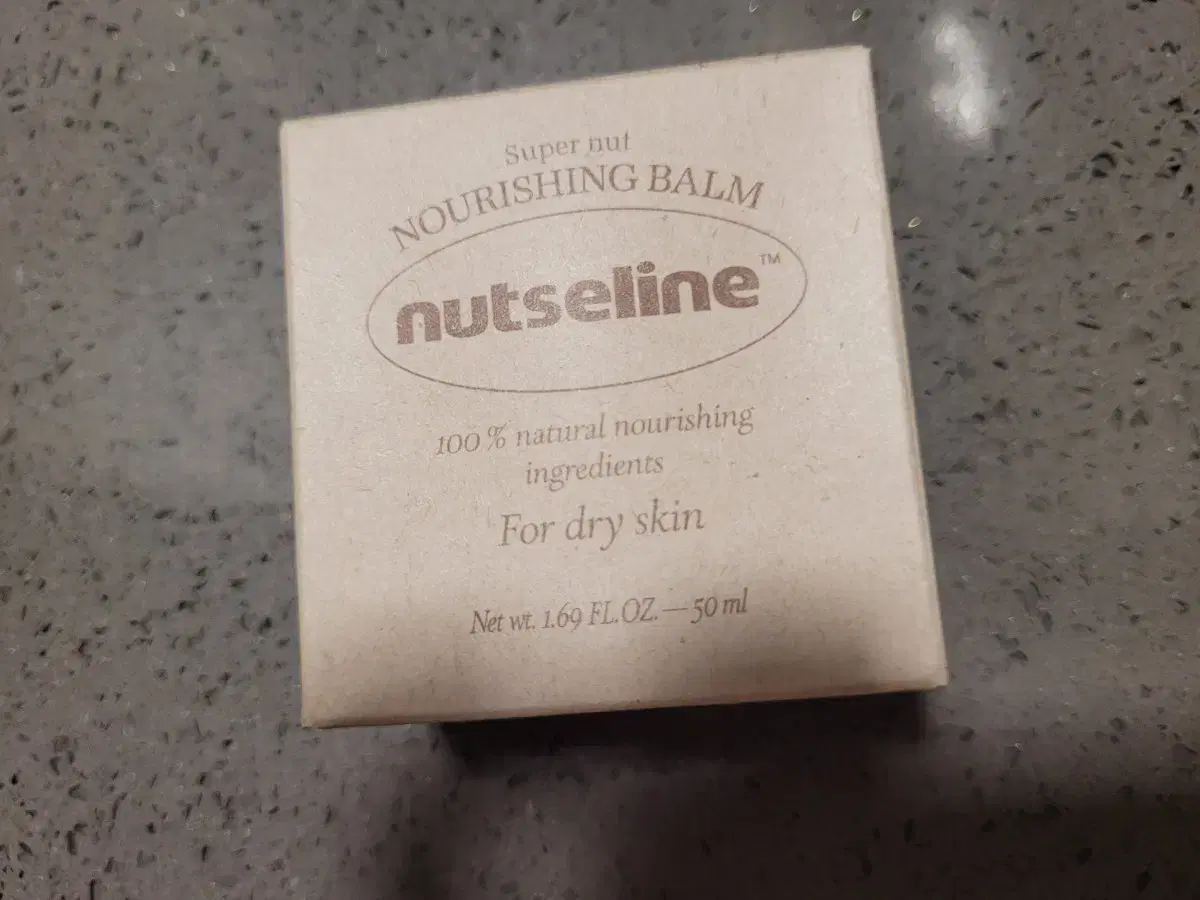 Super nut
NOURISHING BALM
nutseline™
100 % natural nourishing
ingredients
For dry skin
Net wt. 1.69 FL.OZ. — 50 ml